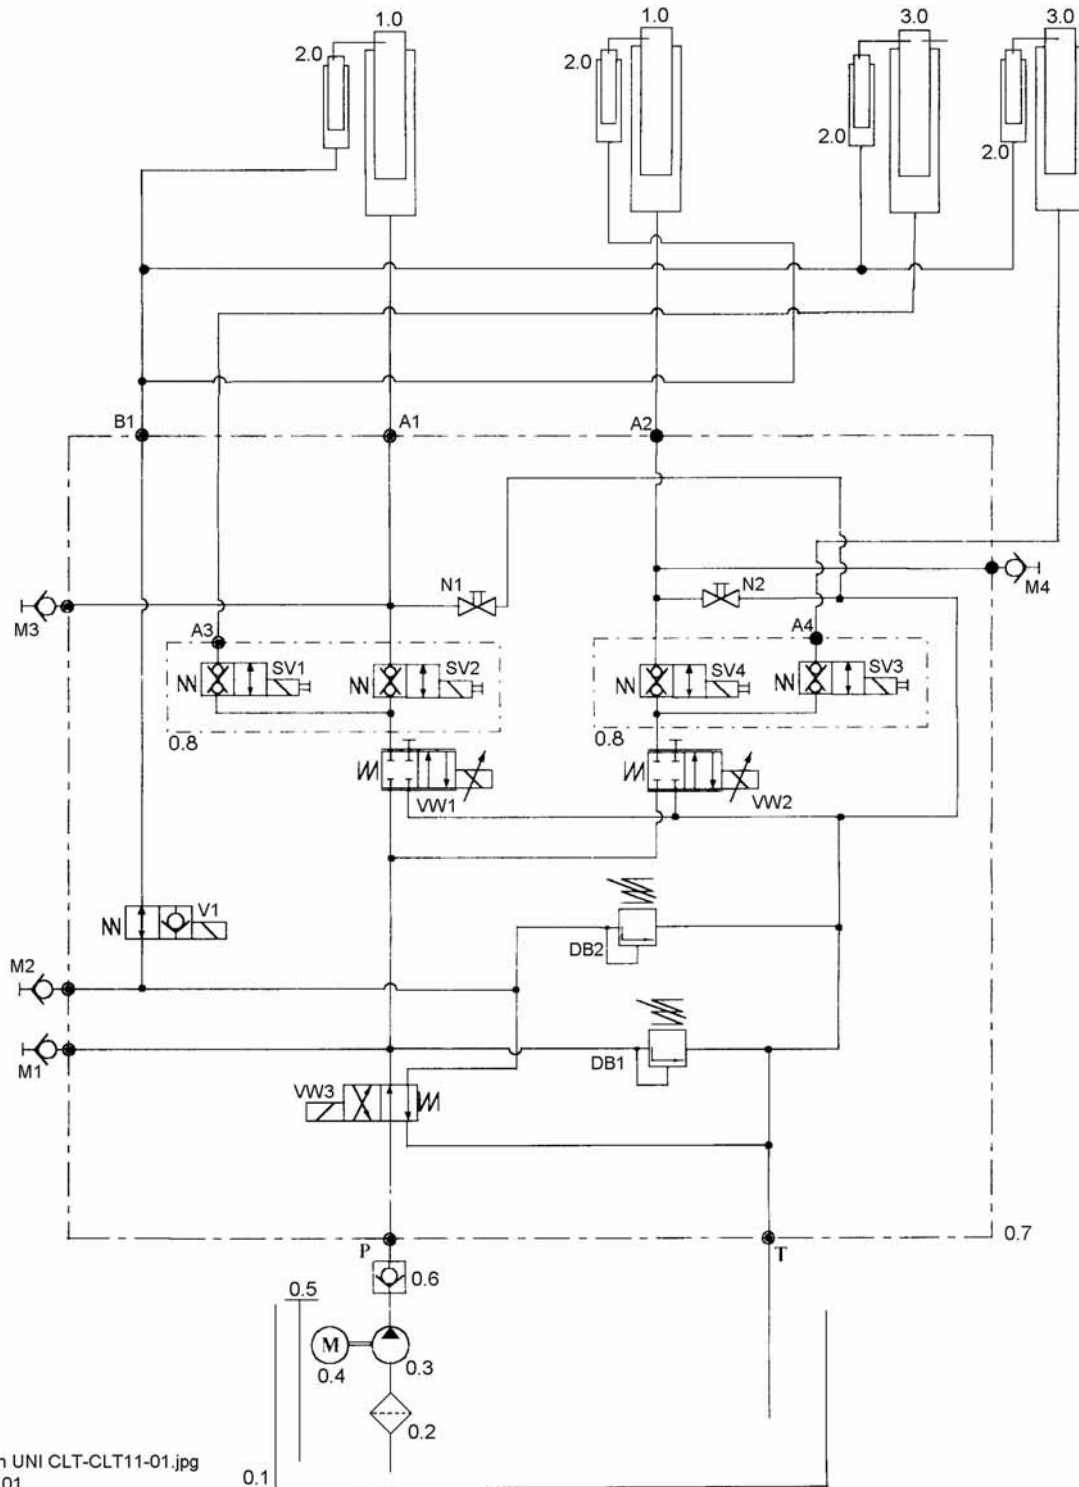 1.0
1.0
3.0
3.0
2.0
2.0
2.0
2.0
B1
A1
A2
N1
N2
M3
M4
A3
A4
SV1
SV2
SV4
SV3
0.8
0.8
VW1
VW2
V1
DB2
M2
M1
DB1
VW3
0.7
P
T
0.6
0.5
M
0.3
0.4
0.2
n UNI CLT-CLT11-01.jpg
01
0.1